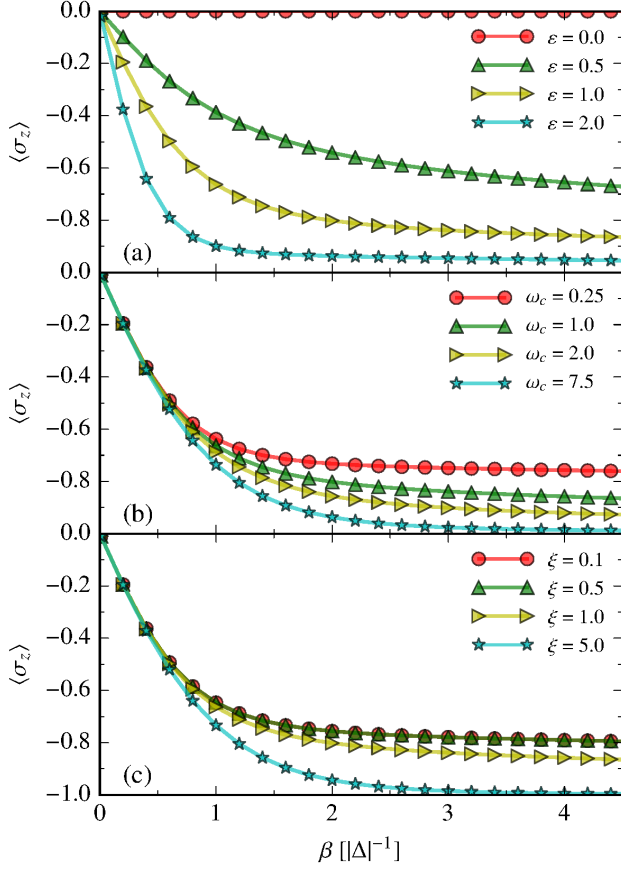 −0.0
−0.2
−0.4
−0.6
−0.8
0.0
⟨σz⟩
(a)
ε = 0.0
ε = 0.5
ε = 1.0
ε = 2.0
−0.2
−0.4
−0.6
−0.8
0.0
⟨σz⟩
(b)
ωc = 0.25
ωc = 1.0
ωc = 2.0
ωc = 7.5
−0.2
−0.4
−0.6
−0.8
−1.0
⟨σz⟩
(c)
ξ = 0.1
ξ = 0.5
ξ = 1.0
ξ = 5.0
0 1 2 3 4
β [|Δ|⁻¹]